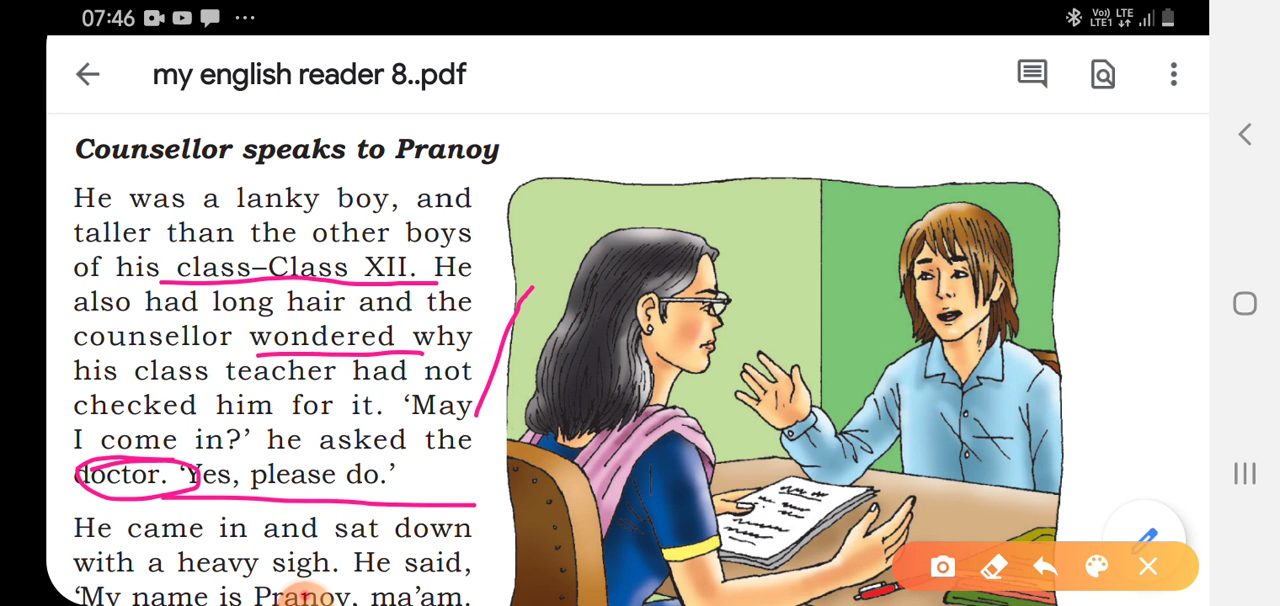 07:46
Vo)) LTE
LTE1
my english reader 8..pdf
Counsellor speaks to Pranoy
He was a lanky boy, and
taller than the other boys
of his class–Class XII. He
also had long hair and the
counsellor wondered why
his class teacher had not
checked him for it. ‘May
I come in?’ he asked the
doctor. ‘Yes, please do.’
He came in and sat down
with a heavy sigh. He said,
‘My name is Pranoy, ma’am.